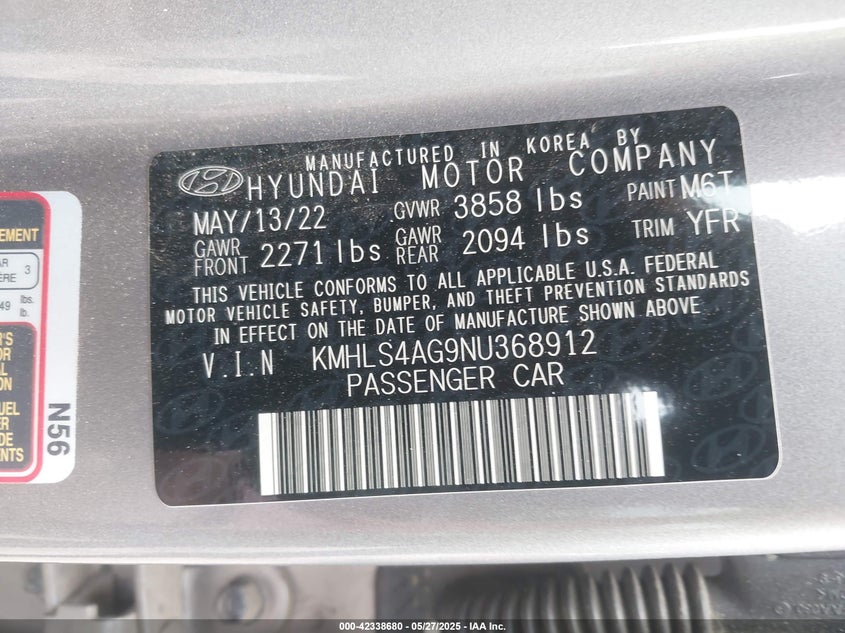 MANUFACTURED IN KOREA BY
HYUNDAI MOTOR COMPANY
MAY/13/22 GVWR 3858 lbs PAINT M6T
GAWR FRONT 2271 lbs GAWR REAR 2094 lbs TRIM YFR
THIS VEHICLE CONFORMS TO ALL APPLICABLE U.S.A. FEDERAL
MOTOR VEHICLE SAFETY, BUMPER, AND THEFT PREVENTION STANDARDS
IN EFFECT ON THE DATE OF MANUFACTURE SHOWN ABOVE
V.I.N KMHLS4AG9NU368912
PASSENGER CAR
3
lbs.
lb.
N56
000-42338680 - 05/27/2025 - IAA Inc.